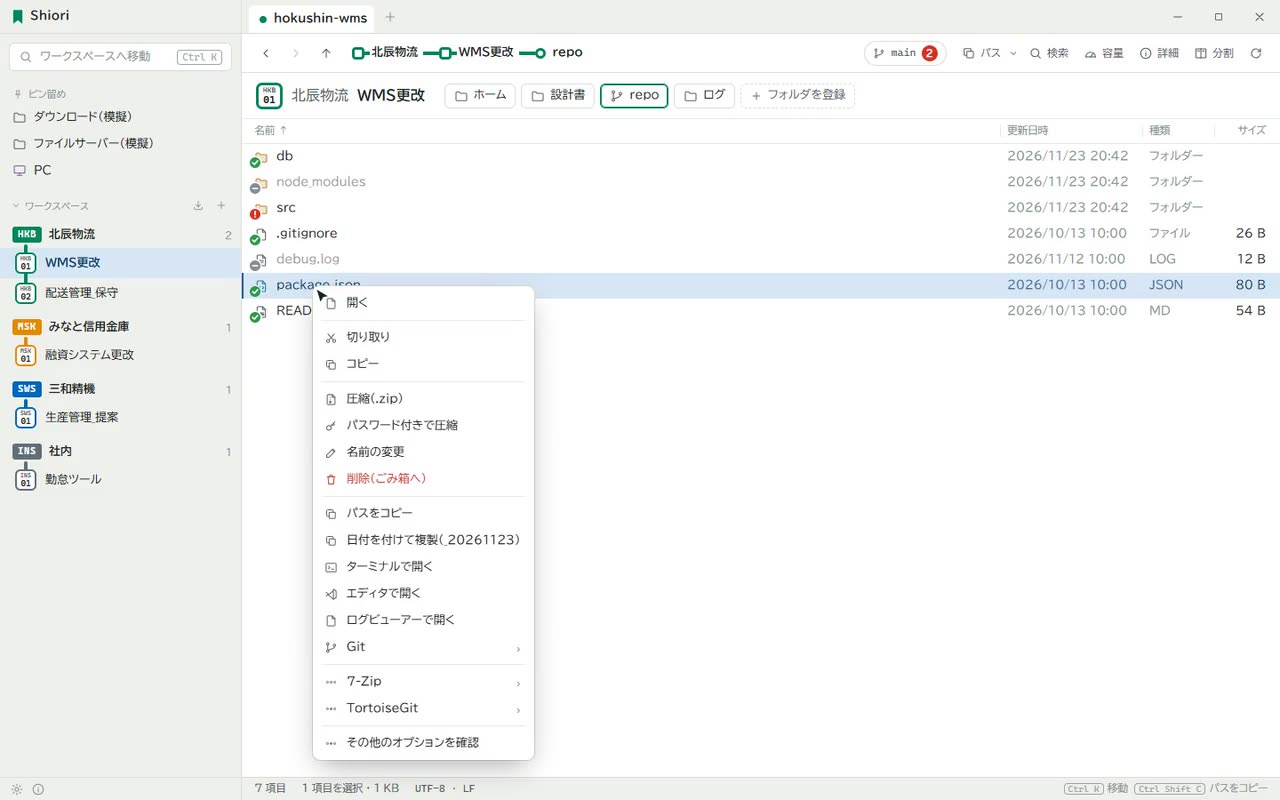 Shiori
hokushin-wms
ワークスペースへ移動 Ctrl K
北辰物流 WMS更改 repo
main 2 パス 検索 容量 詳細 分割
ピン留め
ダウンロード(模擬)
ファイルサーバー(模擬)
PC
ワークスペース
HKB 北辰物流 2
HKB 01 WMS更改
HKB 02 配送管理_保守
MSK みなと信用金庫 1
MSK 01 融資システム更改
SWS 三和精機 1
SWS 01 生産管理_提案
INS 社内 1
INS 01 勤怠ツール
HKB 01 北辰物流 WMS更改 ホーム 設計書 repo ログ + フォルダを登録
名前 ↑ 更新日時 種類 サイズ
db 2026/11/23 20:42 フォルダー
node_modules 2026/11/23 20:42 フォルダー
src 2026/11/23 20:42 フォルダー
.gitignore 2026/10/13 10:00 ファイル 26 B
debug.log 2026/11/12 10:00 LOG 12 B
package.json 2026/10/13 10:00 JSON 80 B
READ 2026/10/13 10:00 MD 54 B
開く
切り取り
コピー
圧縮(.zip)
パスワード付きで圧縮
名前の変更
削除(ごみ箱へ)
パスをコピー
日付を付けて複製(_20261123)
ターミナルで開く
エディタで開く
ログビューアーで開く
Git
7-Zip
TortoiseGit
その他のオプションを確認
7 項目 1 項目を選択・1 KB UTF-8 · LF
Ctrl K 移動 Ctrl Shift C パスをコピー